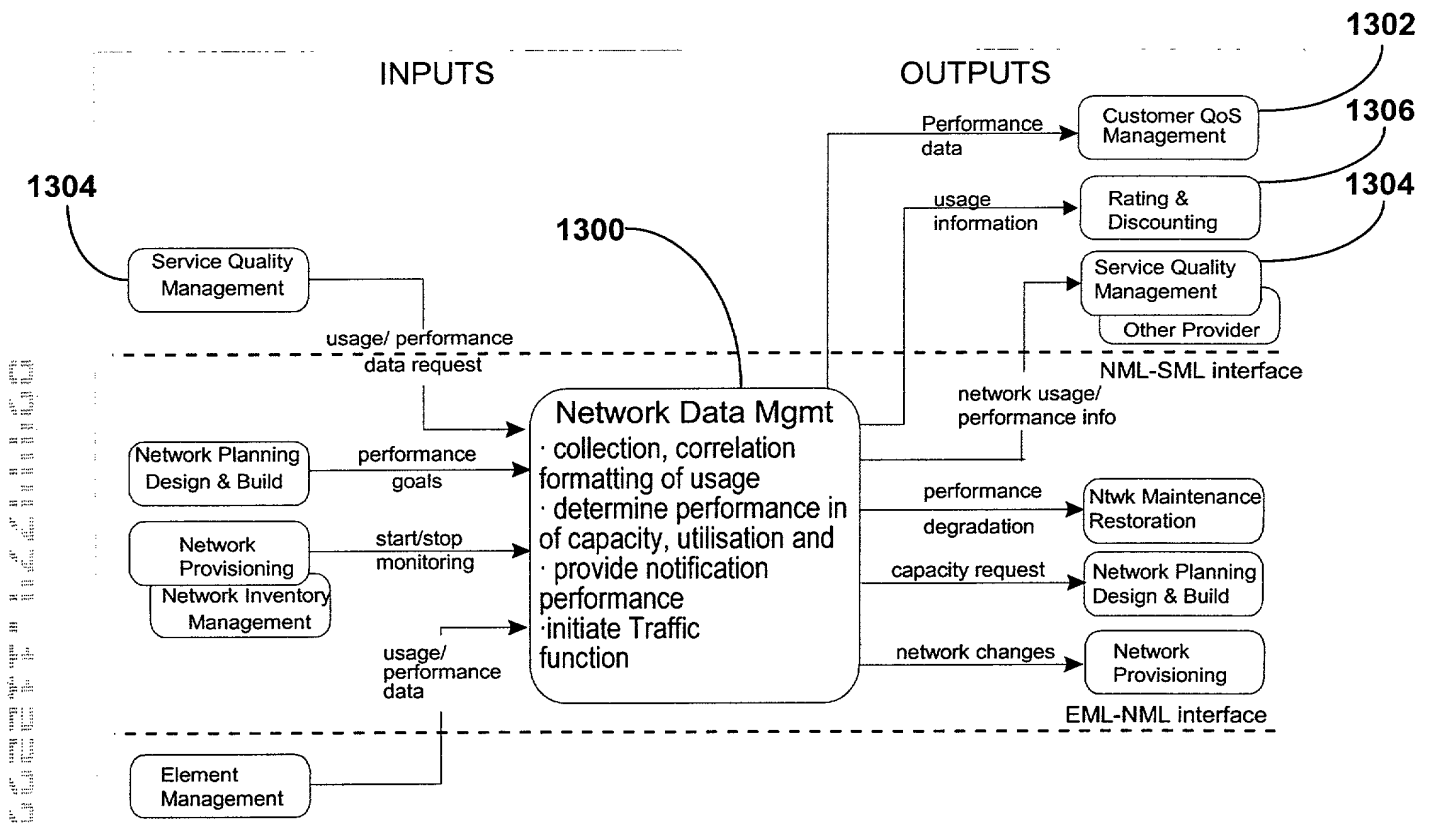 1302
INPUTS
OUTPUTS
Performance
data
Customer QoS
Management
1306
1304
usage
information
Rating &
Discounting
1304
1300
Service Quality
Management
Service Quality
Management
Other Provider
usage/ performance
data request
NML-SML interface
network usage/
performance info
Network Data Mgmt
· collection, correlation
formatting of usage
· determine performance in
of capacity, utilisation and
· provide notification
performance
·initiate Traffic
function
Network Planning
Design & Build
performance
goals
Network
Provisioning
Network Inventory
Management
start/stop
monitoring
performance
degradation
Ntwk Maintenance
Restoration
capacity request
Network Planning
Design & Build
network changes
Network
Provisioning
usage/
performance
data
EML-NML interface
Element
Management